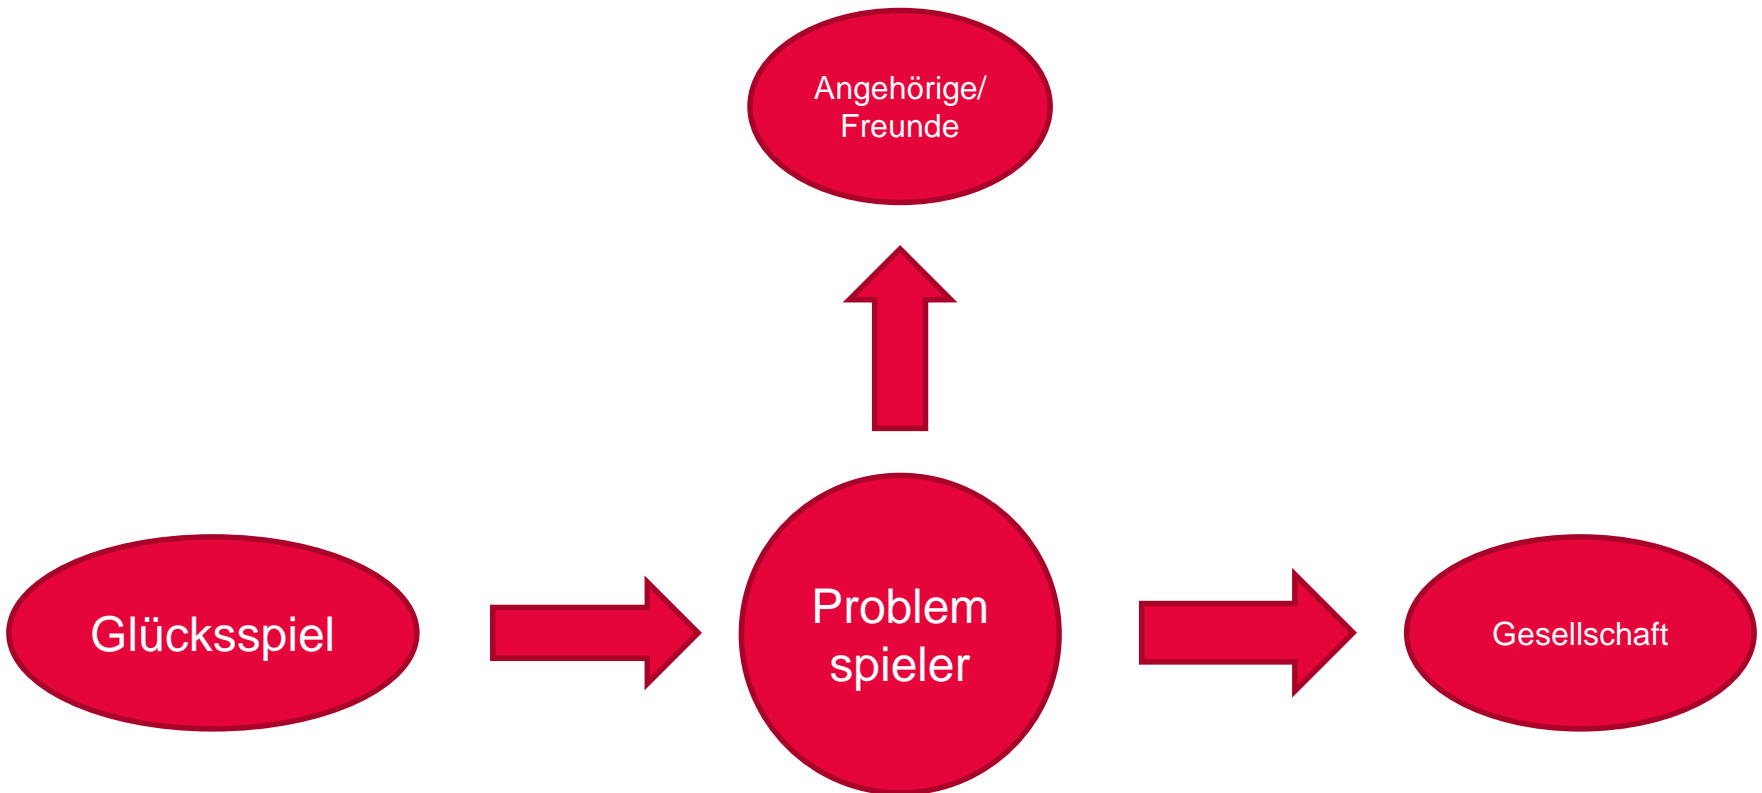 Angehörige/
Freunde
Glücksspiel
Problem
spieler
Gesellschaft